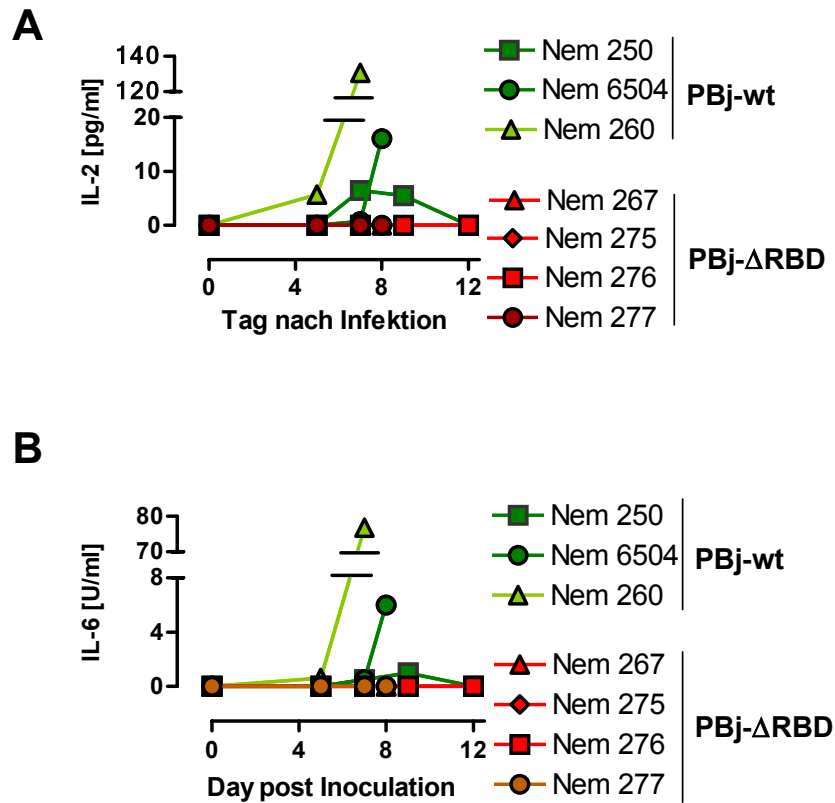 A
IL-2 [pg/ml]
140
120
20
10
0
0 4 8 12
Tag nach Infektion
Nem 250
Nem 6504
Nem 260
PBj-wt
Nem 267
Nem 275
Nem 276
Nem 277
PBj-ΔRBD
B
IL-6 [U/ml]
80
70
8
4
0
0 4 8 12
Day post Inoculation
Nem 250
Nem 6504
Nem 260
PBj-wt
Nem 267
Nem 275
Nem 276
Nem 277
PBj-ΔRBD